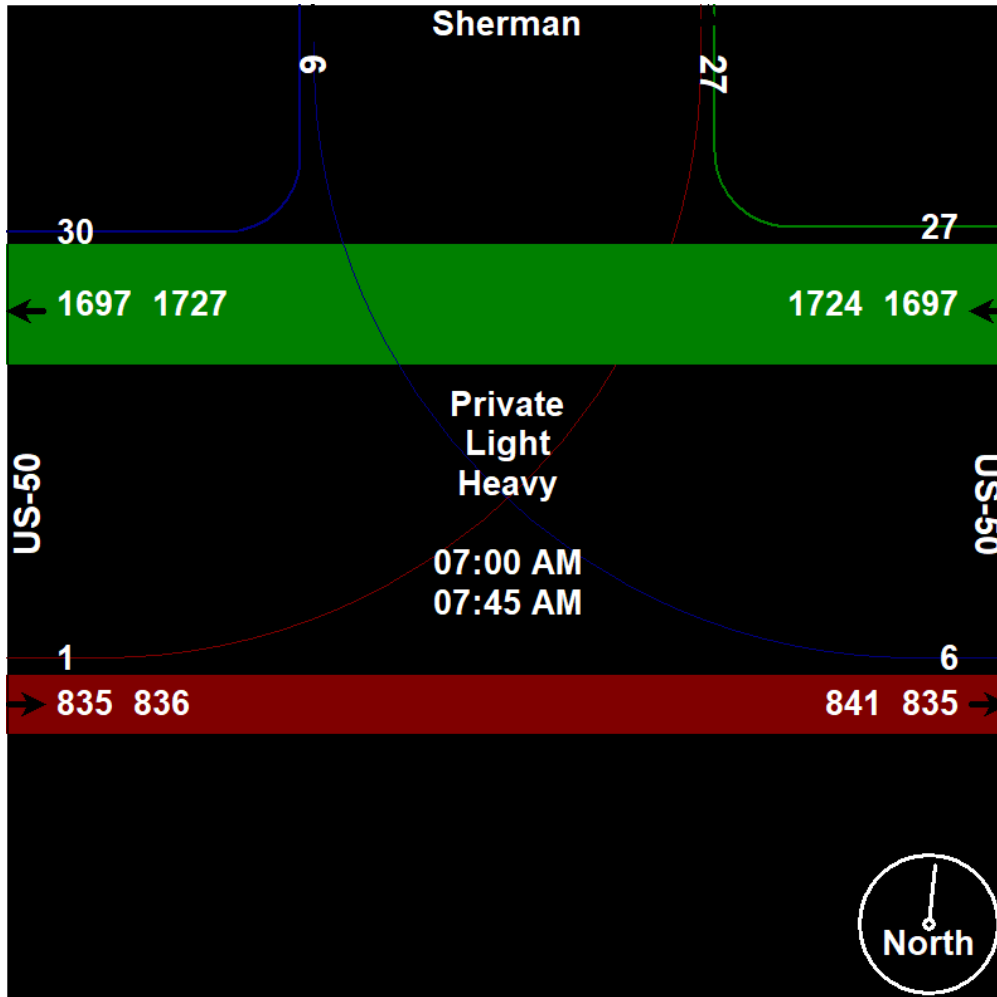 Sherman
6
27
30
27
1697 1727
1724 1697
Private
Light
Heavy
US-50
US-50
07:00 AM
07:45 AM
1
6
835 836
841 835
North